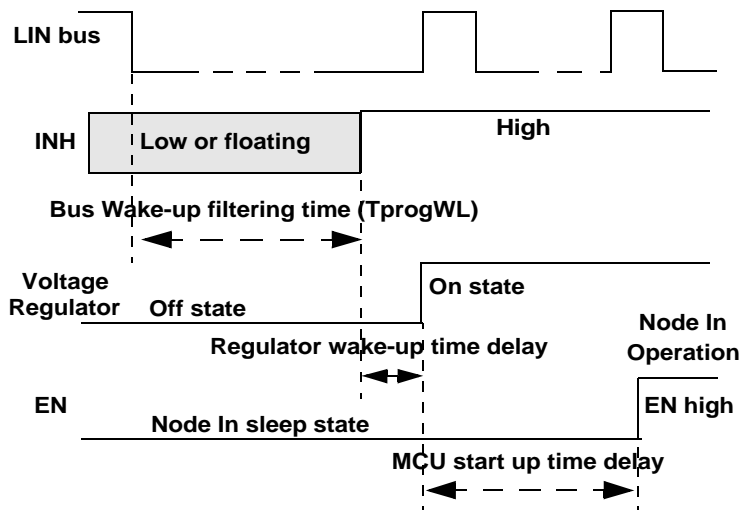 LIN bus
INH
Low or floating
High
Bus Wake-up filtering time (TprogWL)
Voltage
Regulator
Off state
On state
Regulator wake-up time delay
Node In
Operation
EN
Node In sleep state
EN high
MCU start up time delay